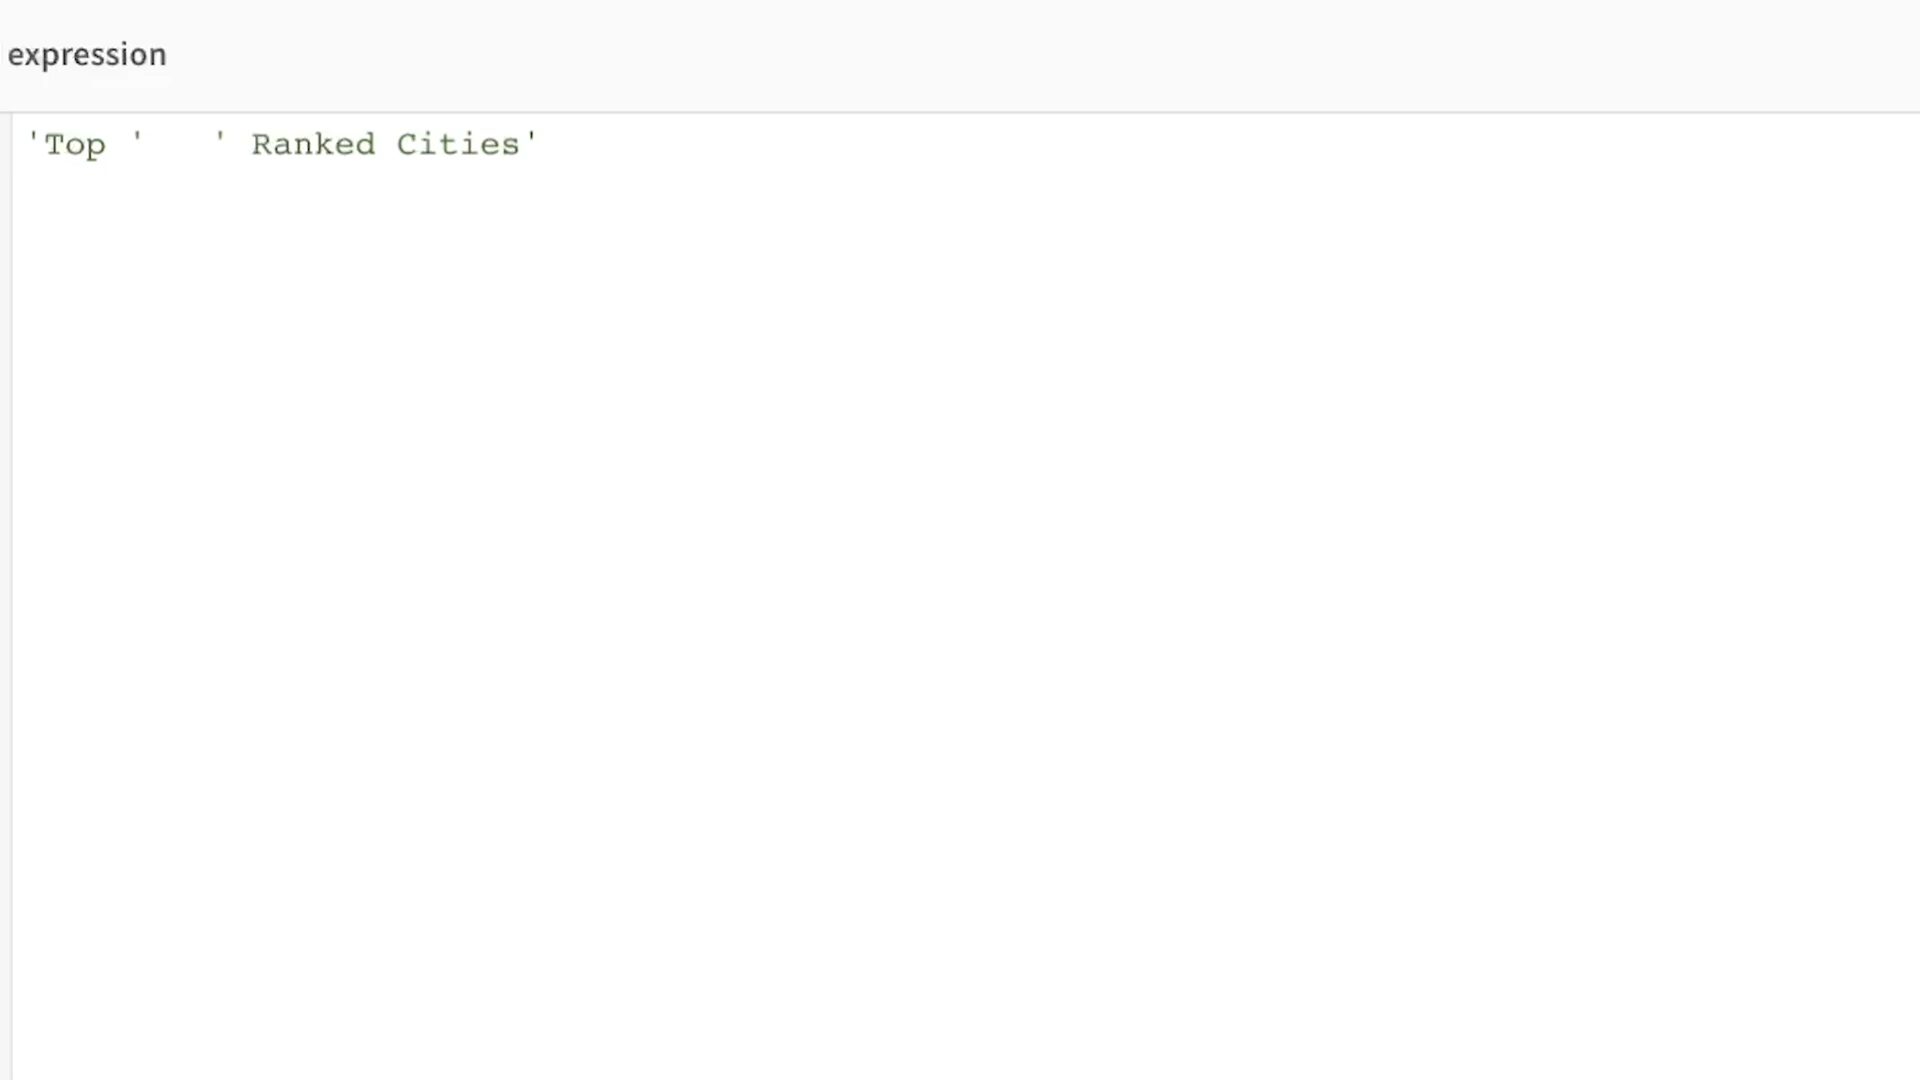 expression
'Top '   ' Ranked Cities'